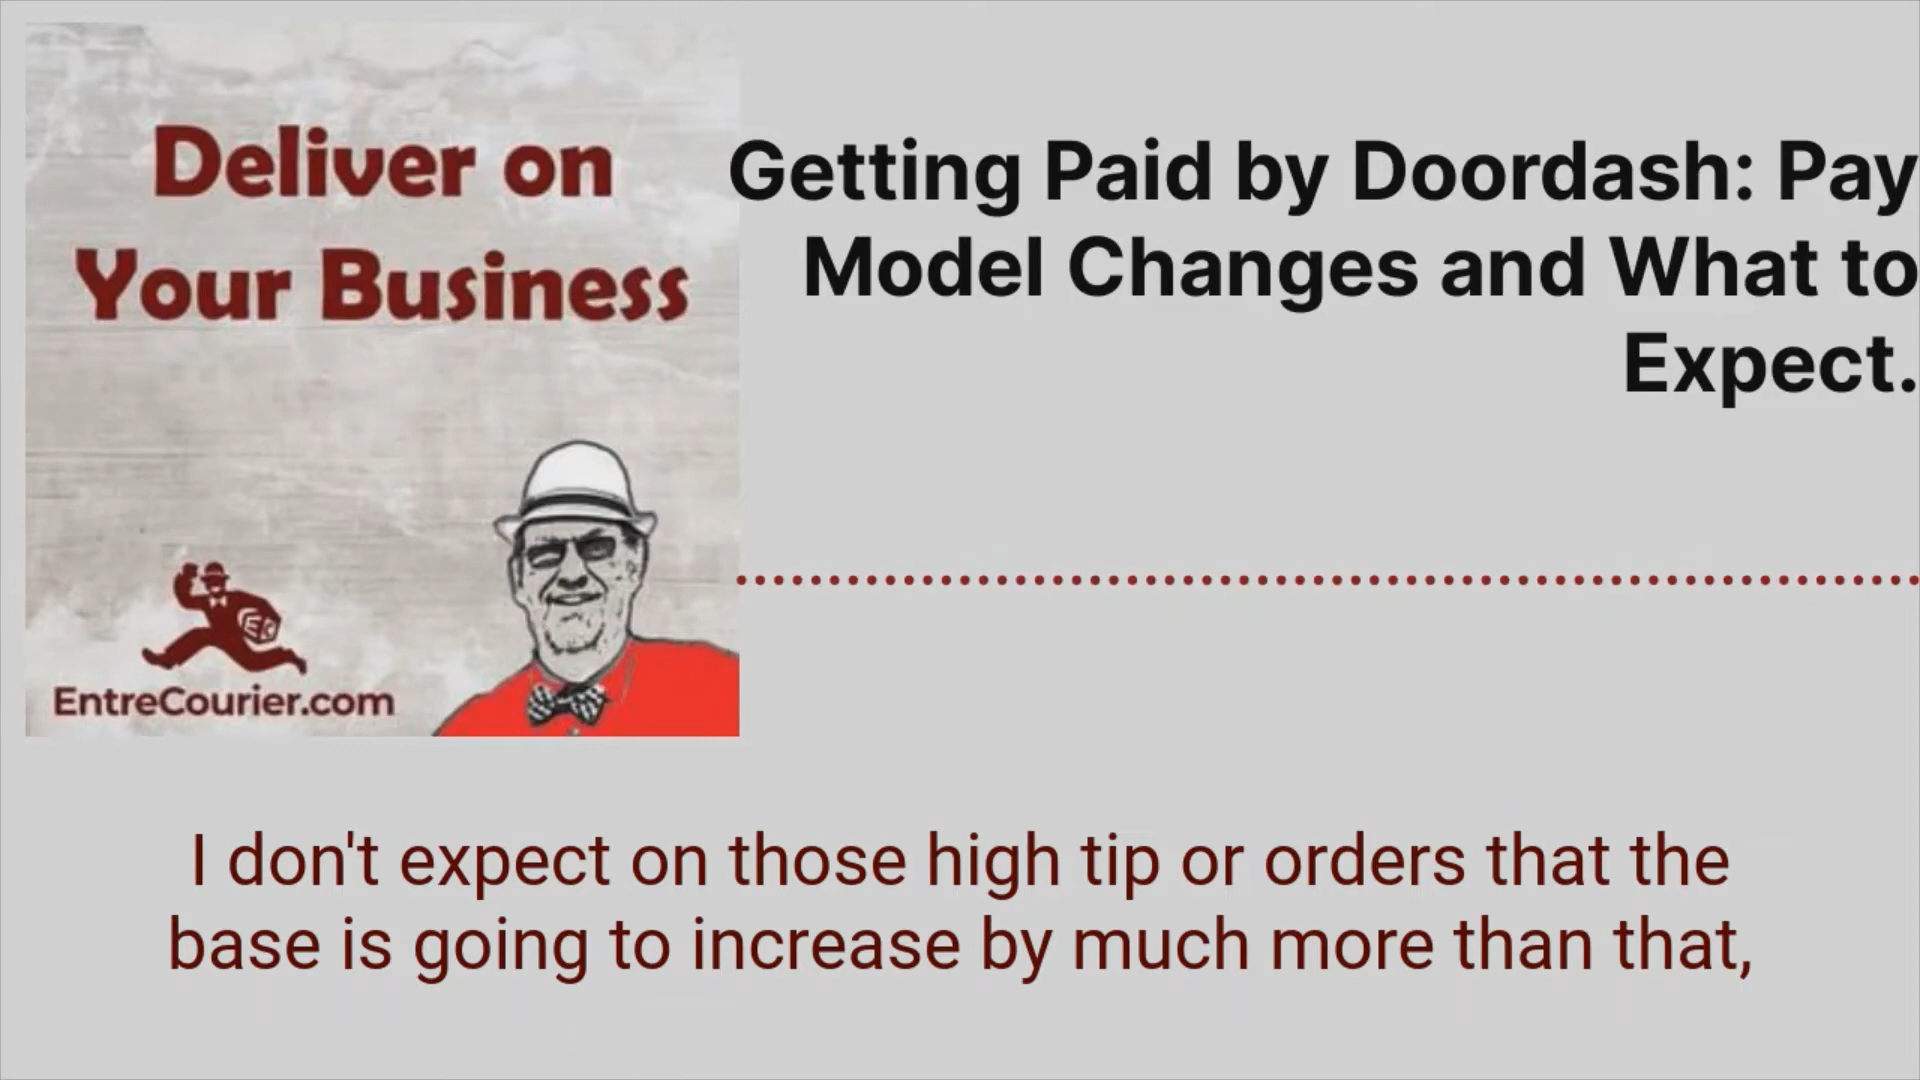 Deliver on
Your Business
EK
EntreCourier.com
Getting Paid by Doordash: Pay
Model Changes and What to
Expect.
I don't expect on those high tip or orders that the
base is going to increase by much more than that,